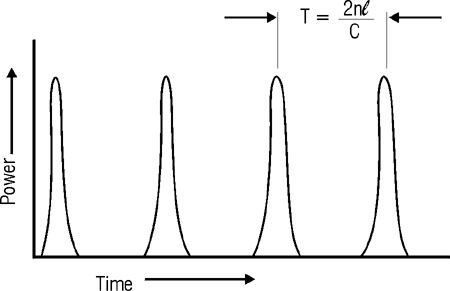 T = 2nℓ
C
Power
Time